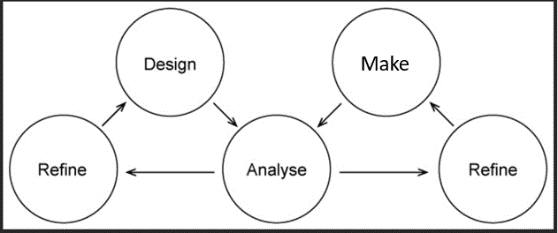 Design
Make
Refine
Analyse
Refine